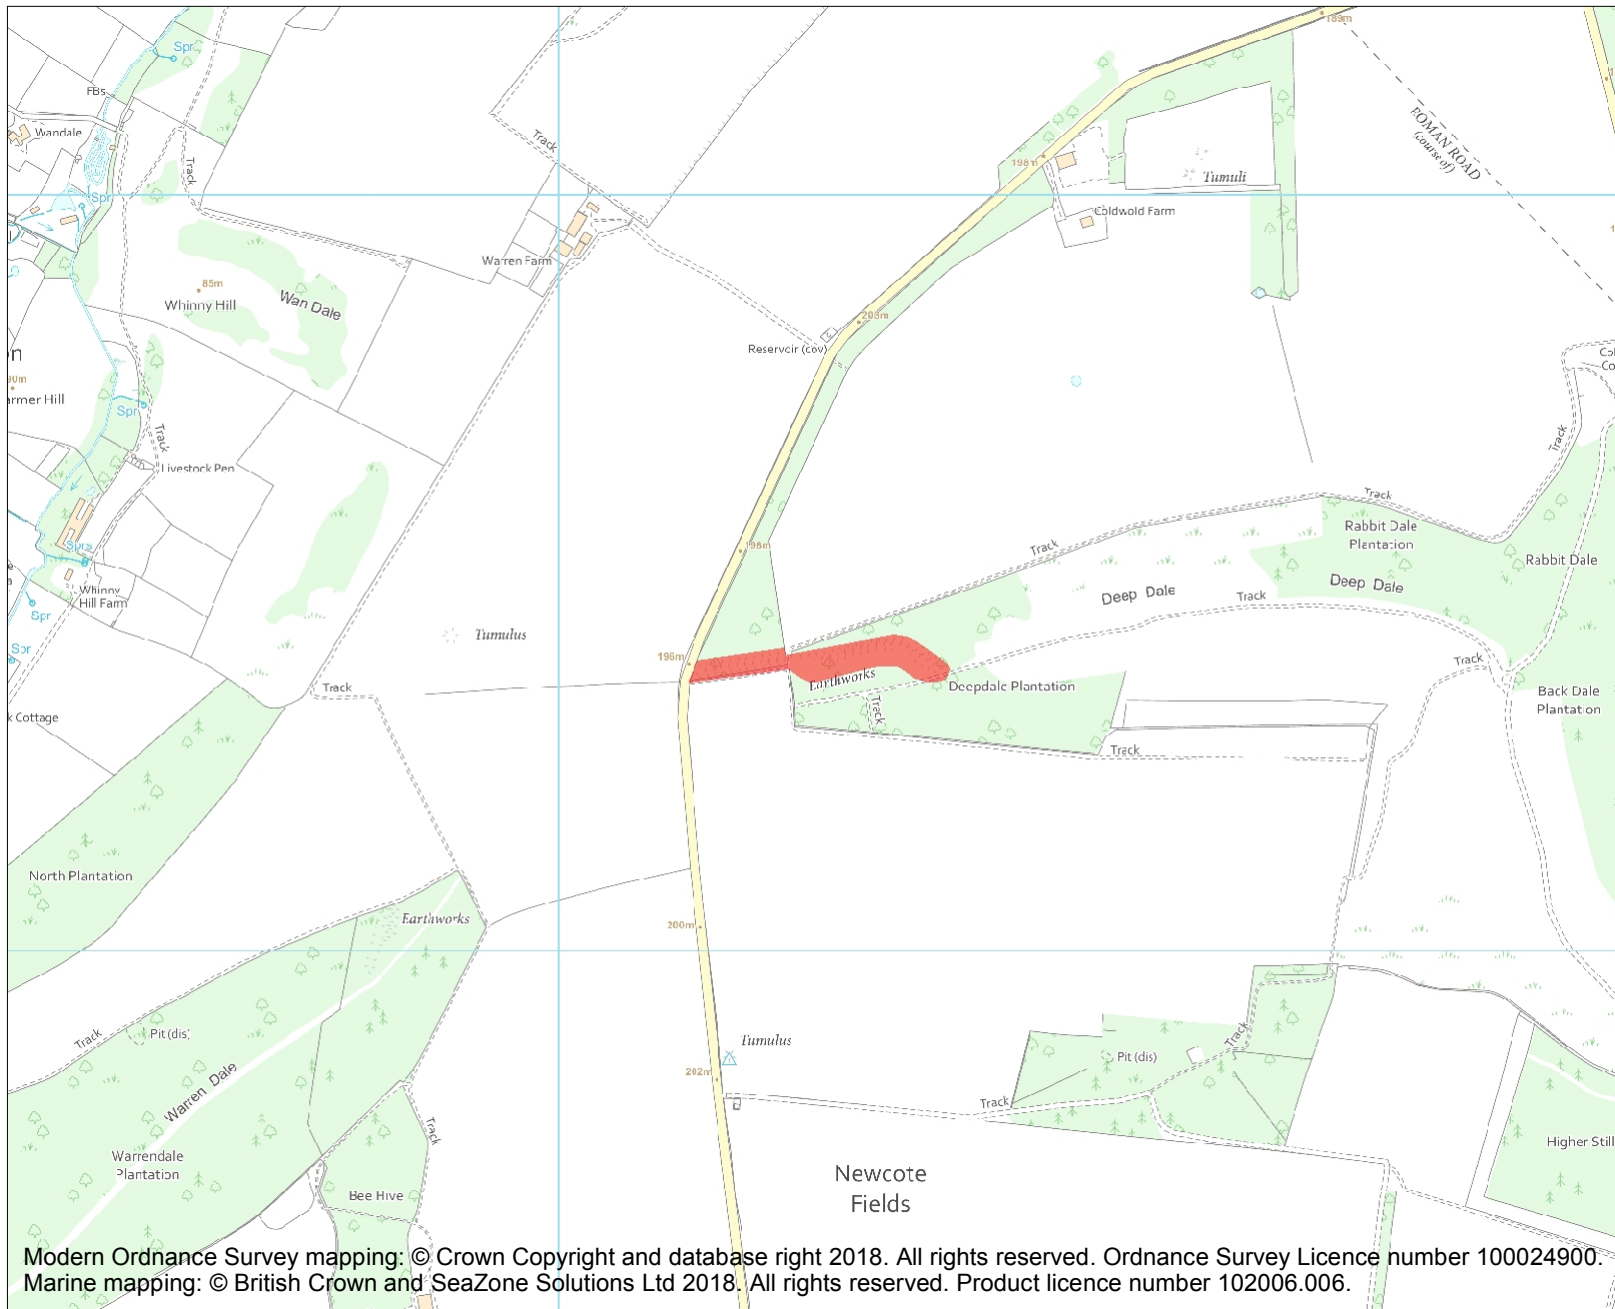 189m
Spr
FBs
Wandale
Track
Track
ROMAN ROAD
(course of)
198m
Tumuli
Spr
Coldwold Farm
Warren Farm
85m
Whinny Hill
Wan Dale
203m
Reservoir (cov)
Spr
Track
Livestock Pen
Track
Track
Rabbit Dale
Plantation
198m
Track
Rabbit Dale
Sprs
Deep Dale
Deep Dale
Track
Whinny
Hill Farm
Spr
Tumulus
Spr
196m
Earthworks
Deepdale Plantation
Track
Track
Track
Back Dale
Plantation
k Cottage
Track
North Plantation
Earthworks
200m
Track
Pit (dis)
Tumulus
Track
Pit (dis)
202m
Warren Dale
Track
Track
Higher Still
Warrendale
Plantation
Newcote
Fields
Bee Hive
Modern Ordnance Survey mapping: © Crown Copyright and database right 2018. All rights reserved. Ordnance Survey Licence number 100024900.
Marine mapping: © British Crown and SeaZone Solutions Ltd 2018. All rights reserved. Product licence number 102006.006.